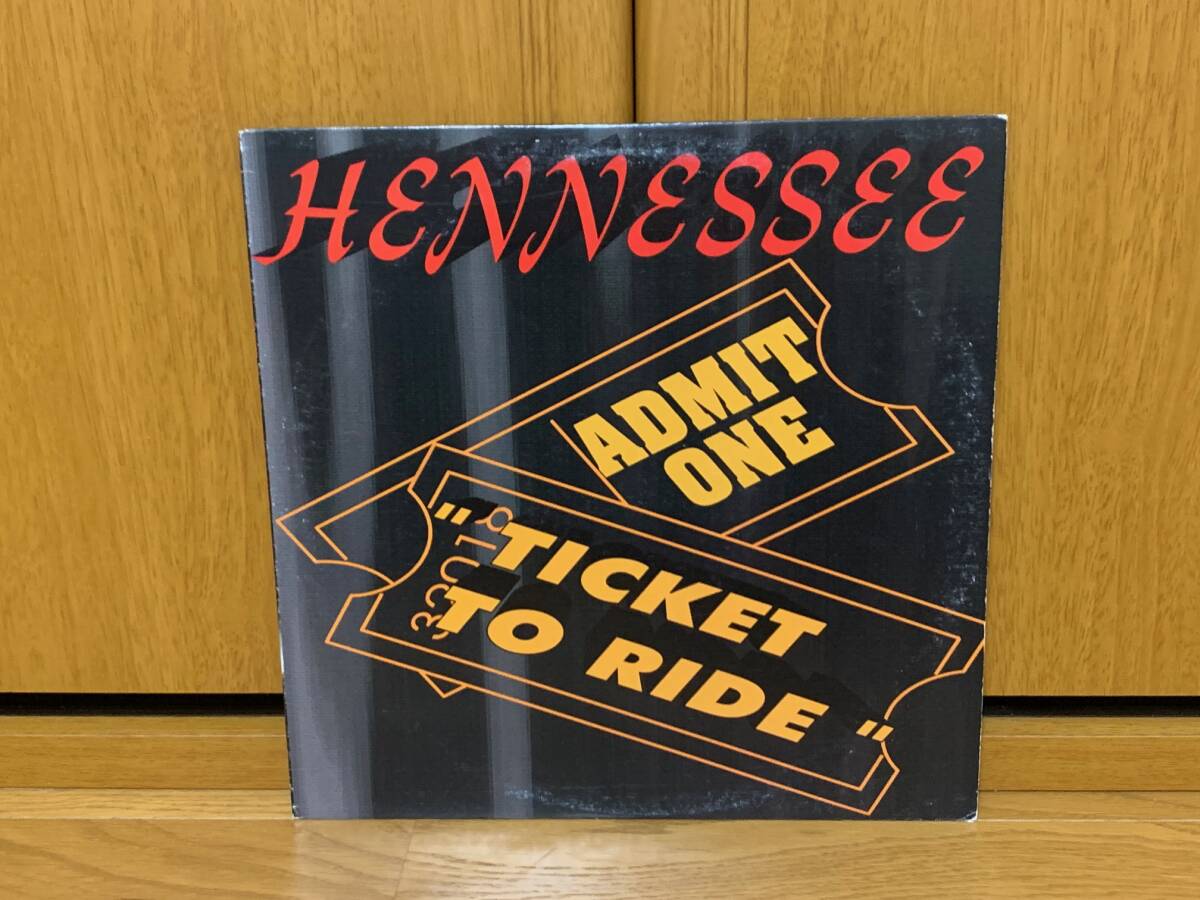 HENNESSEE
ADMIT
ONE
"TICKET
TO RIDE"